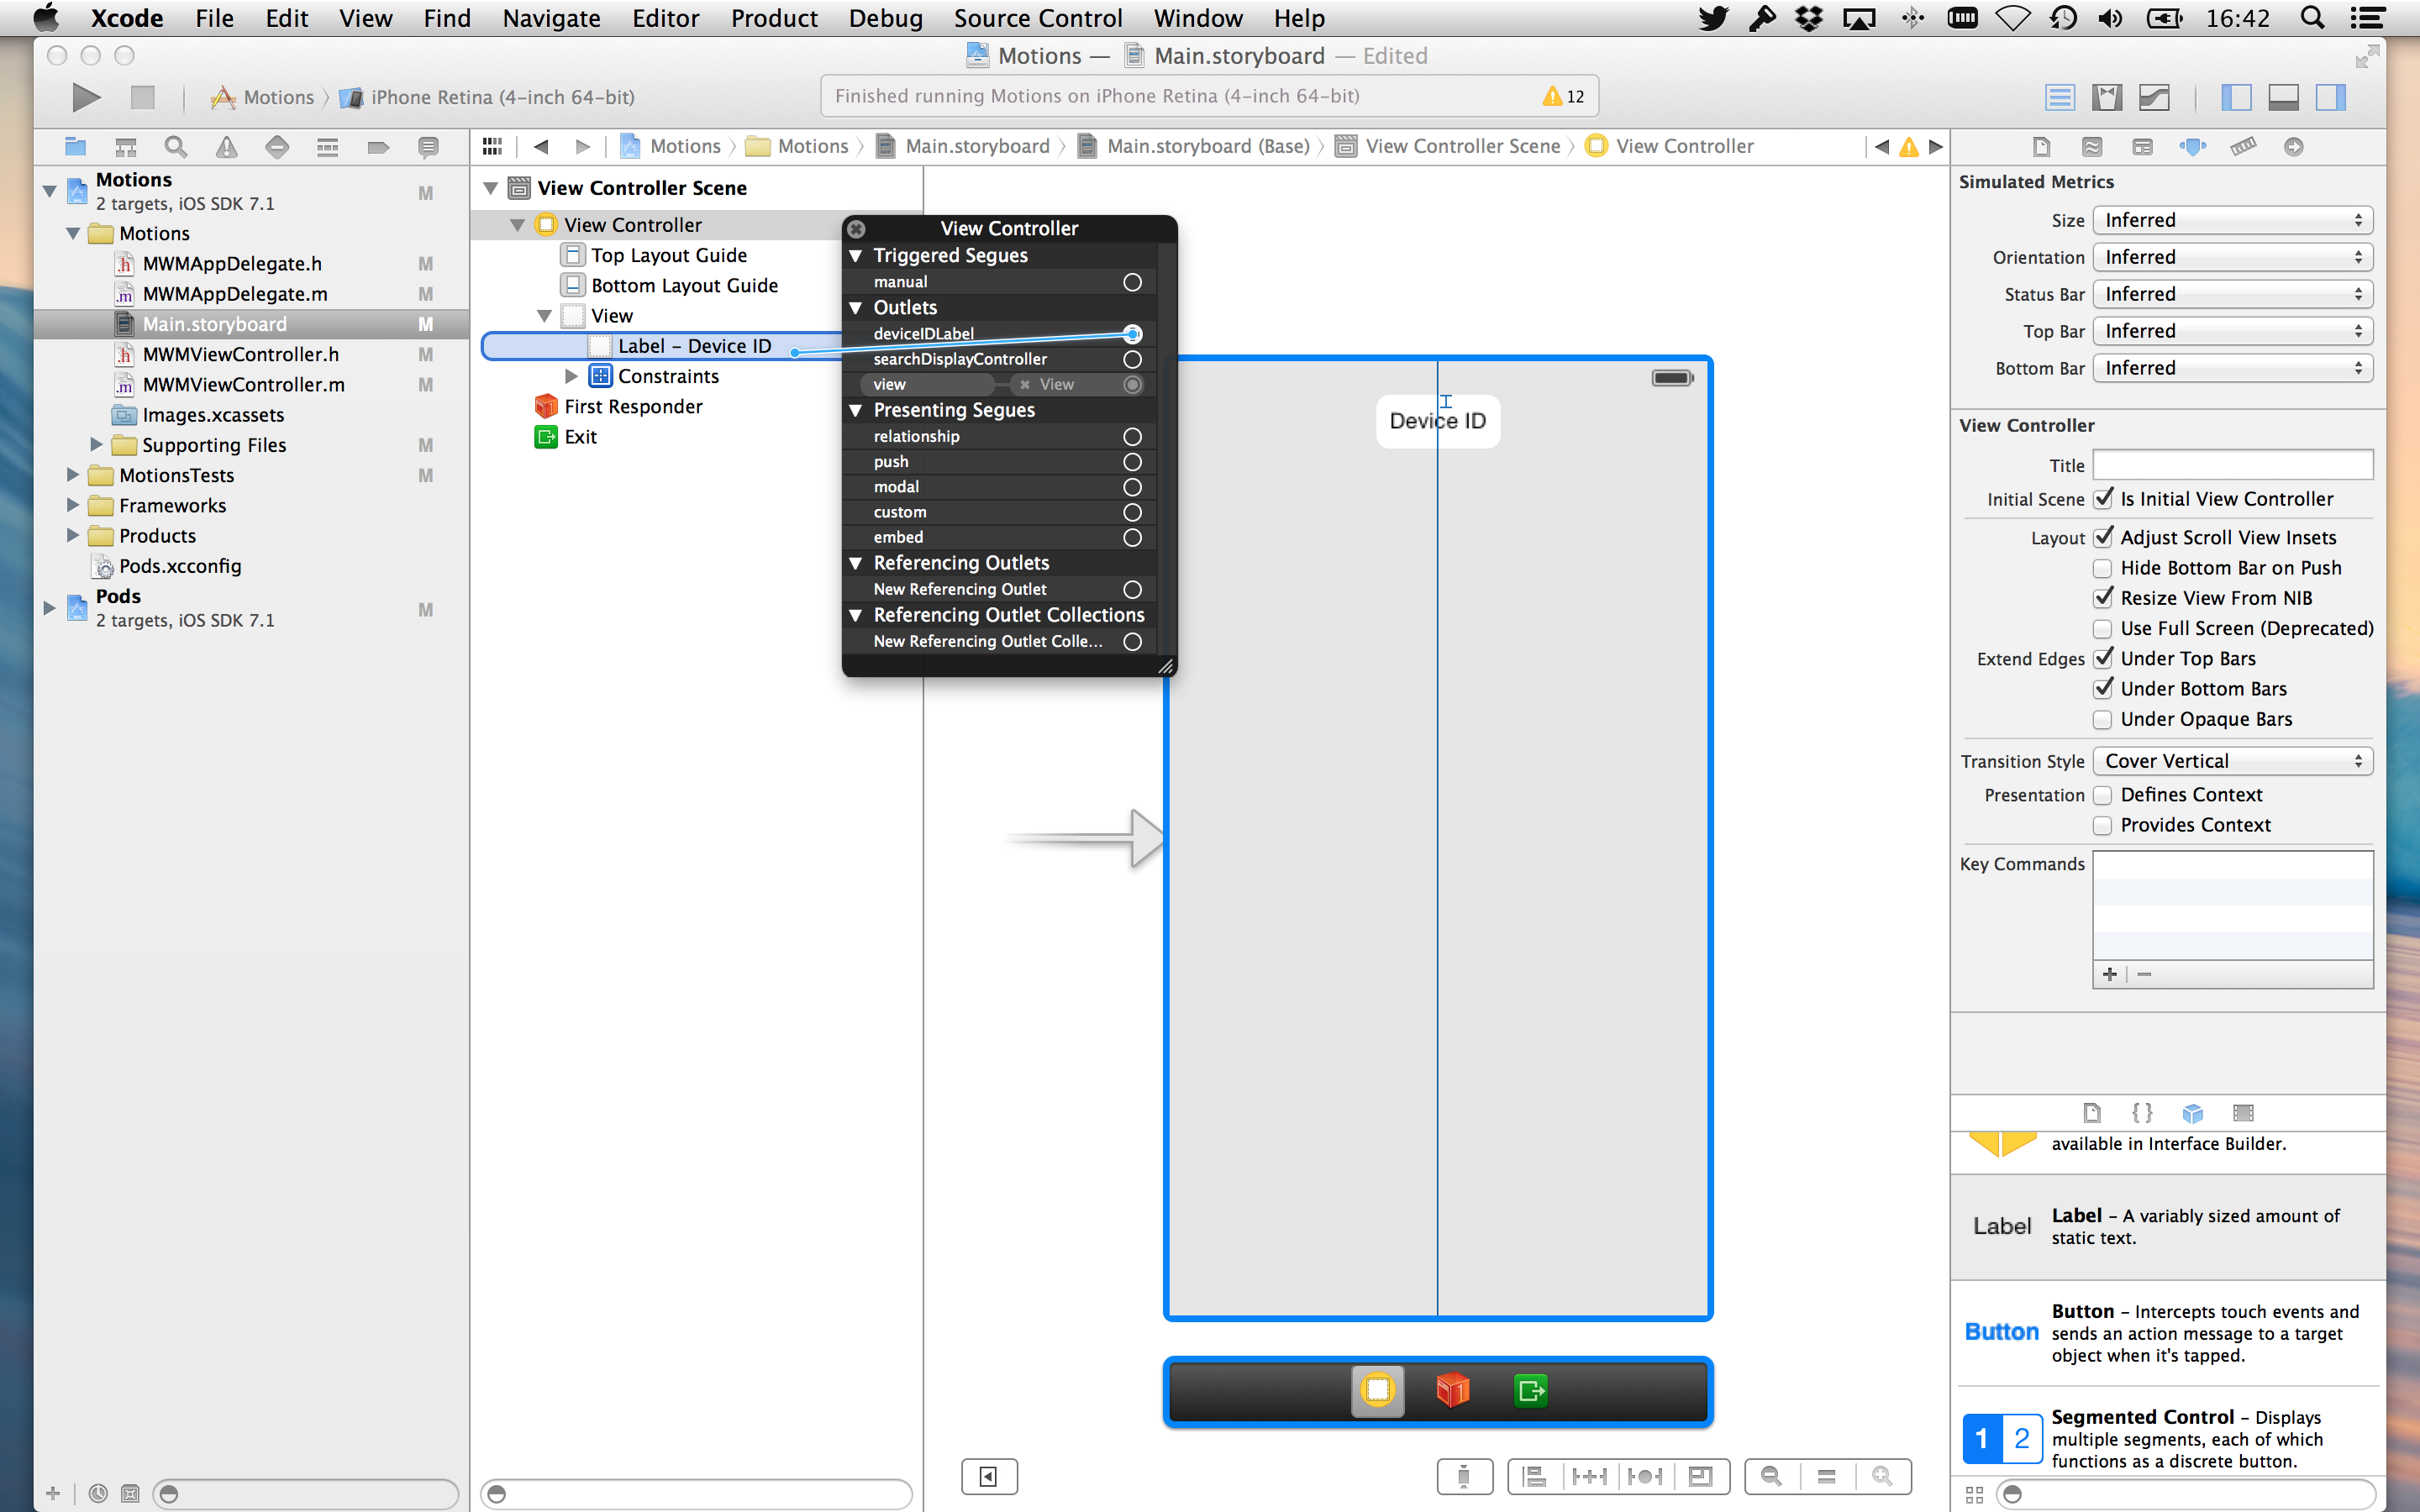 Xcode File Edit View Find Navigate Editor Product Debug Source Control Window Help 16:42
Motions — Main.storyboard — Edited
Motions iPhone Retina (4-inch 64-bit)
Finished running Motions on iPhone Retina (4-inch 64-bit) 12
Motions Motions Main.storyboard Main.storyboard (Base) View Controller Scene View Controller
Motions
2 targets, iOS SDK 7.1 M
Motions
MWMAppDelegate.h M
MWMAppDelegate.m M
Main.storyboard M
MWMViewController.h M
MWMViewController.m M
Images.xcassets
Supporting Files M
MotionsTests M
Frameworks
Products
Pods.xcconfig
Pods
2 targets, iOS SDK 7.1 M
View Controller Scene
View Controller
Top Layout Guide
Bottom Layout Guide
View
Label – Device ID
Constraints
First Responder
Exit
View Controller
Triggered Segues
manual
Outlets
deviceIDLabel
searchDisplayController
view View
Presenting Segues
relationship
push
modal
custom
embed
Referencing Outlets
New Referencing Outlet
Referencing Outlet Collections
New Referencing Outlet Colle...
Device ID
Simulated Metrics
Size Inferred
Orientation Inferred
Status Bar Inferred
Top Bar Inferred
Bottom Bar Inferred
View Controller
Title
Initial Scene Is Initial View Controller
Layout Adjust Scroll View Insets
Hide Bottom Bar on Push
Resize View From NIB
Use Full Screen (Deprecated)
Extend Edges Under Top Bars
Under Bottom Bars
Under Opaque Bars
Transition Style Cover Vertical
Presentation Defines Context
Provides Context
Key Commands
available in Interface Builder.
Label
Label – A variably sized amount of
static text.
Button
Button – Intercepts touch events and
sends an action message to a target
object when it's tapped.
1 2
Segmented Control – Displays
multiple segments, each of which
functions as a discrete button.